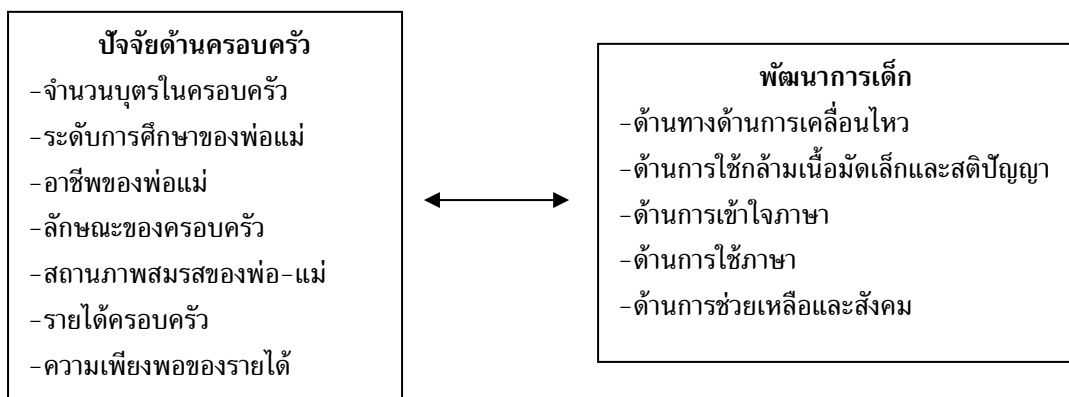 ปัจจัยด้านครอบครัว
-จำนวนบุตรในครอบครัว
-ระดับการศึกษาของพ่อแม่
-อาชีพของพ่อแม่
-ลักษณะของครอบครัว
-สถานภาพสมรสของพ่อ-แม่
-รายได้ครอบครัว
-ความเพียงพอของรายได้
พัฒนาการเด็ก
-ด้านทางด้านการเคลื่อนไหว
-ด้านการใช้กล้ามเนื้อมัดเล็กและสติปัญญา
-ด้านการเข้าใจภาษา
-ด้านการใช้ภาษา
-ด้านการช่วยเหลือและสังคม